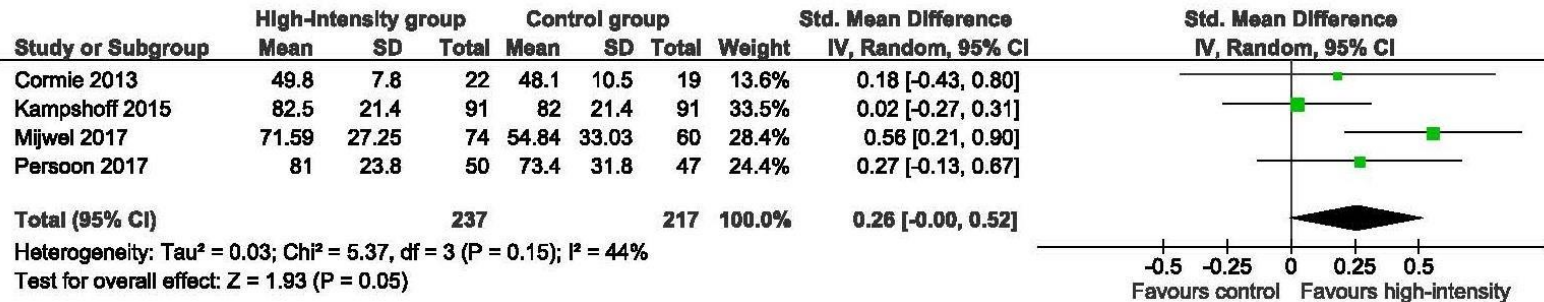 High-Intensity group Control group Std. Mean Difference Std. Mean Difference
Study or Subgroup Mean SD Total Mean SD Total Weight IV, Random, 95% CI IV, Random, 95% CI
Cormie 2013 49.8 7.8 22 48.1 10.5 19 13.6% 0.18 [-0.43, 0.80]
Kampshoff 2015 82.5 21.4 91 82 21.4 91 33.5% 0.02 [-0.27, 0.31]
Mijwel 2017 71.59 27.25 74 54.84 33.03 60 28.4% 0.56 [0.21, 0.90]
Persoon 2017 81 23.8 50 73.4 31.8 47 24.4% 0.27 [-0.13, 0.67]
Total (95% CI) 237 217 100.0% 0.26 [-0.00, 0.52]
Heterogeneity: Tau² = 0.03; Chi² = 5.37, df = 3 (P = 0.15); I² = 44%
Test for overall effect: Z = 1.93 (P = 0.05)
-0.5 -0.25 0 0.25 0.5
Favours control Favours high-intensity